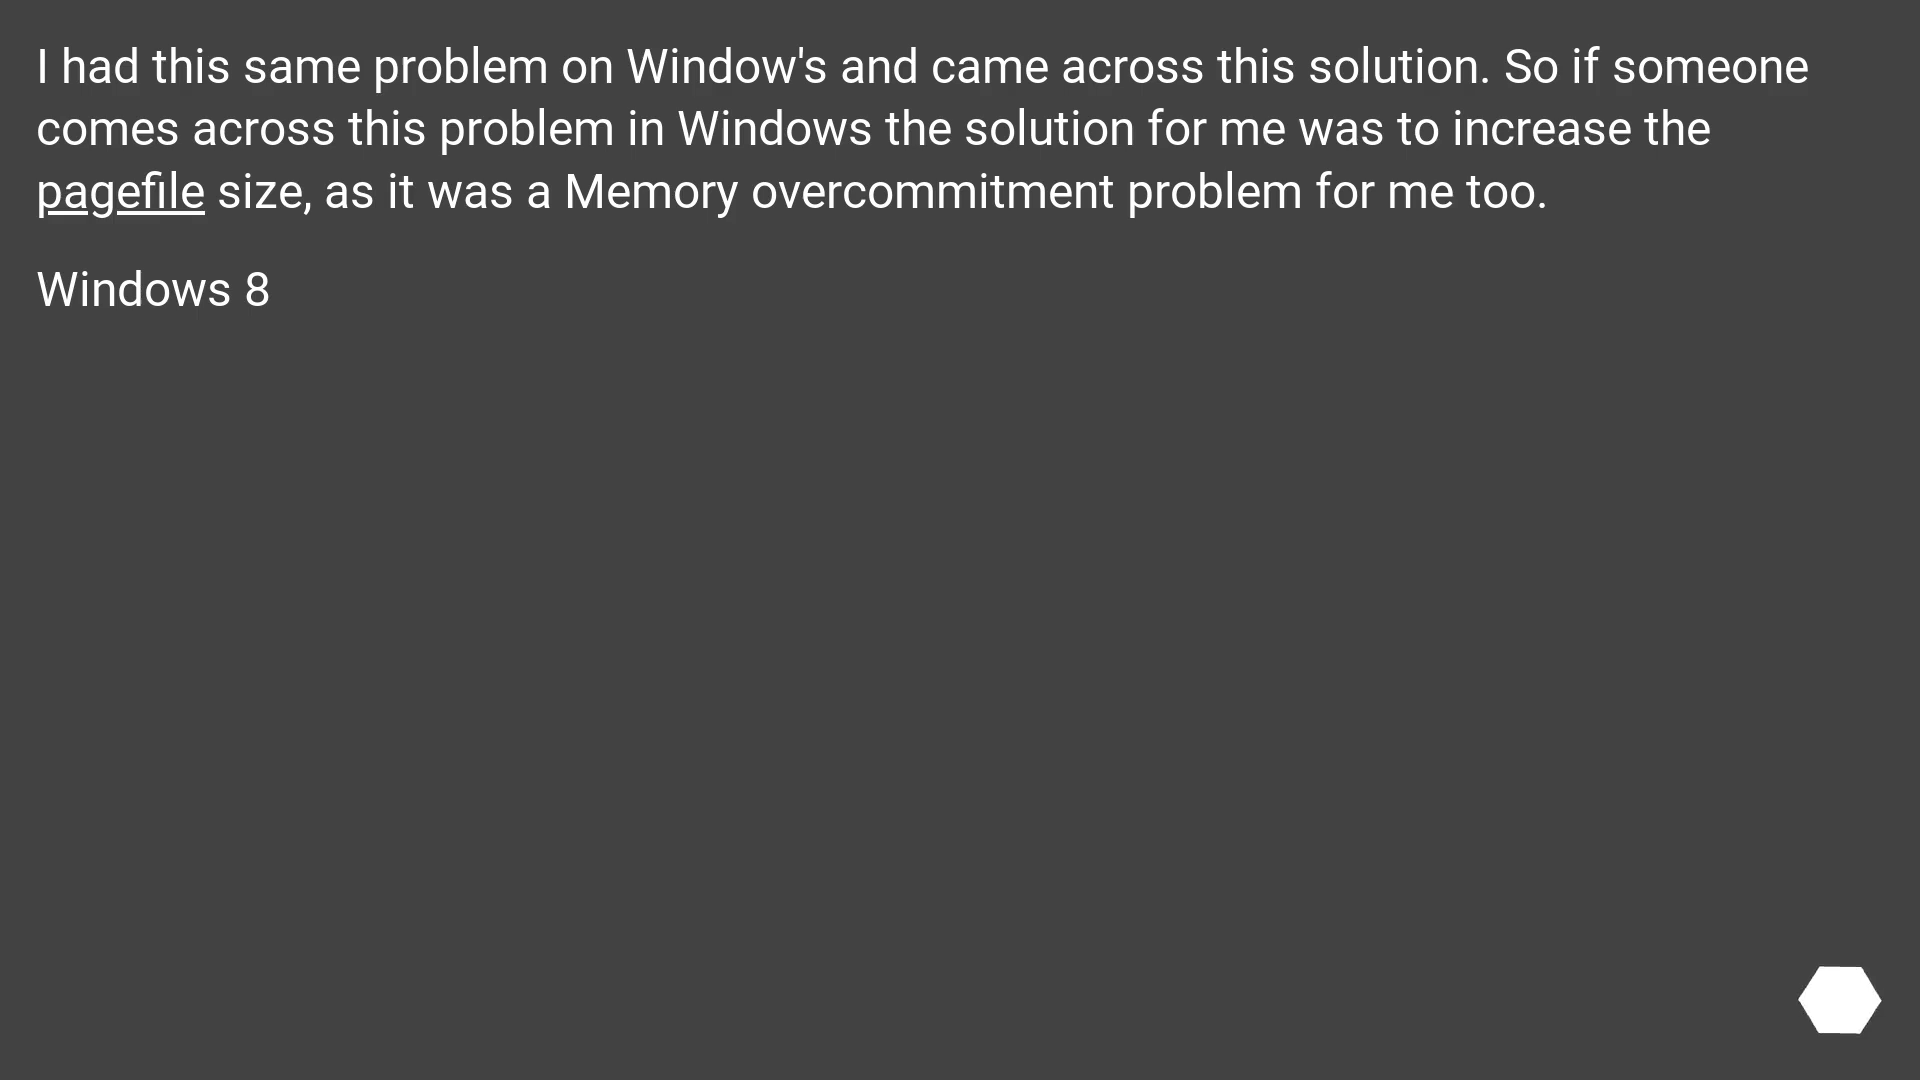 I had this same problem on Window's and came across this solution. So if someone
comes across this problem in Windows the solution for me was to increase the
pagefile size, as it was a Memory overcommitment problem for me too.
Windows 8